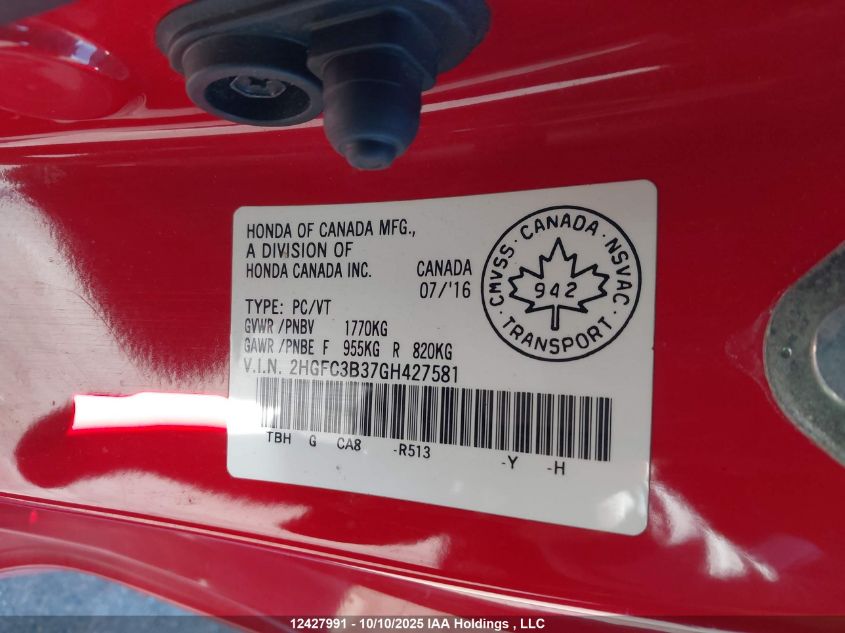 HONDA OF CANADA MFG.,
A DIVISION OF
HONDA CANADA INC.
CANADA
07/'16
TYPE: PC/VT
GVWR/PNBV 1770KG
GAWR/PNBE F 955KG R 820KG
V.I.N. 2HGFC3B37GH427581
TBH G CA8 -R513 -Y -H
CMVSS · CANADA · NSVAC · TRANSPORT ·
942
12427991 - 10/10/2025 IAA Holdings , LLC